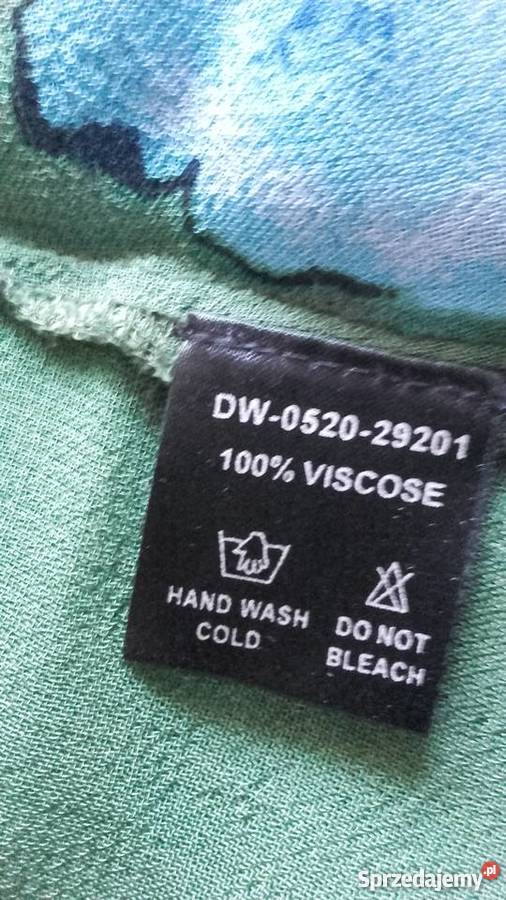 DW-0520-29201
100% VISCOSE
HAND WASH
COLD
DO NOT
BLEACH
Sprzedajemy.pl